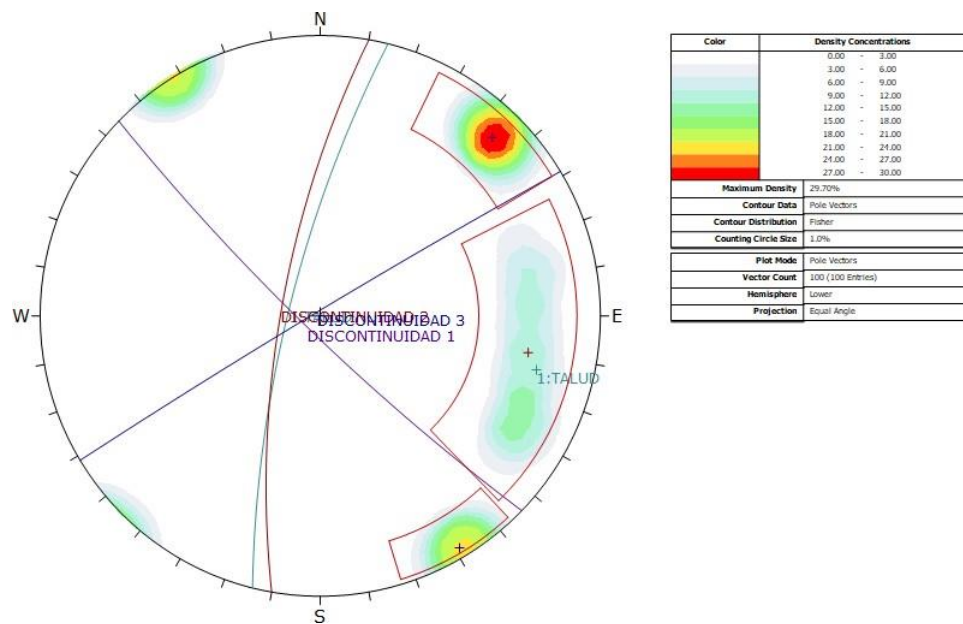 N
W
E
S
DISCONTINUIDAD 2
DISCONTINUIDAD 3
DISCONTINUIDAD 1
1:TALUD
Color Density Concentrations
0.00 - 3.00
3.00 - 6.00
6.00 - 9.00
9.00 - 12.00
12.00 - 15.00
15.00 - 18.00
18.00 - 21.00
21.00 - 24.00
24.00 - 27.00
27.00 - 30.00
Maximum Density 29.70%
Contour Data Pole Vectors
Contour Distribution Fisher
Counting Circle Size 1.0%
Plot Mode Pole Vectors
Vector Count 100 (100 Entries)
Hemisphere Lower
Projection Equal Angle